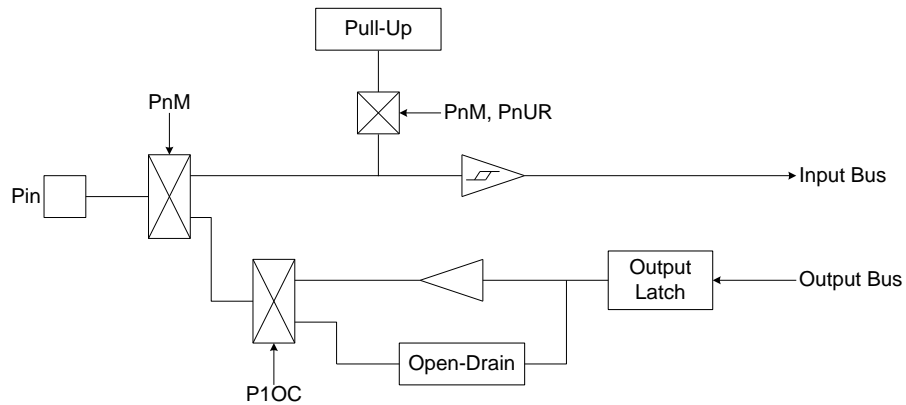 Pull-Up
PnM
PnM, PnUR
Pin
Input Bus
Output
Latch
Output Bus
Open-Drain
P1OC